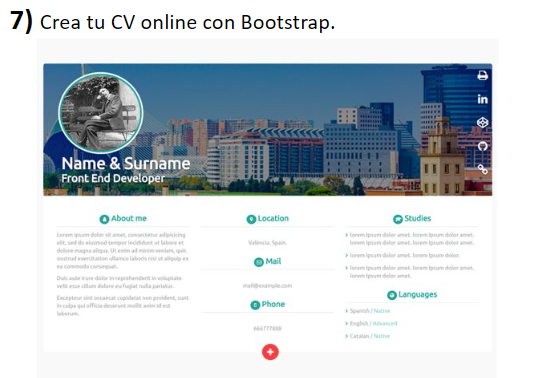 7) Crea tu CV online con Bootstrap.
Name & Surname
Front End Developer
About me
Lorem ipsum dolor sit amet, consectetur adipisicing
elit, sed do eiusmod tempor incididunt ut labore et
dolore magna aliqua. Ut enim ad minim veniam, quis
nostrud exercitation ullamco laboris nisi ut aliquip ex
ea commodo consequat.
Duis aute irure dolor in reprehenderit in voluptate
velit esse cillum dolore eu fugiat nulla pariatur.
Excepteur sint occaecat cupidatat non proident, sunt
in culpa qui officia deserunt mollit anim id est
laborum.
Location
València, Spain.
Mail
mail@example.com
Phone
666777888
Studies
lorem Ipsum dolor amet, lorem Ipsum dolor amet.
lorem Ipsum dolor amet, lorem Ipsum dolor amet.
lorem Ipsum dolor amet, lorem Ipsum dolor.
lorem Ipsum dolor amet, lorem Ipsum dolor amet.
lorem Ipsum dolor amet.
Languages
Spanish / Native
English / Advanced
Catalan / Native